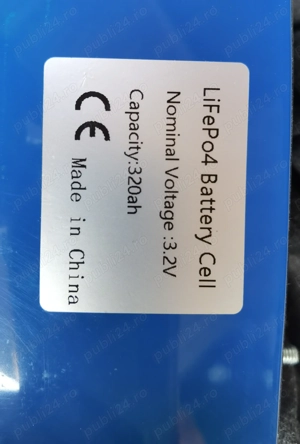 LiFePo4 Battery Cell
Nominal Voltage :3.2V
Capacity:320ah
CE Made in China